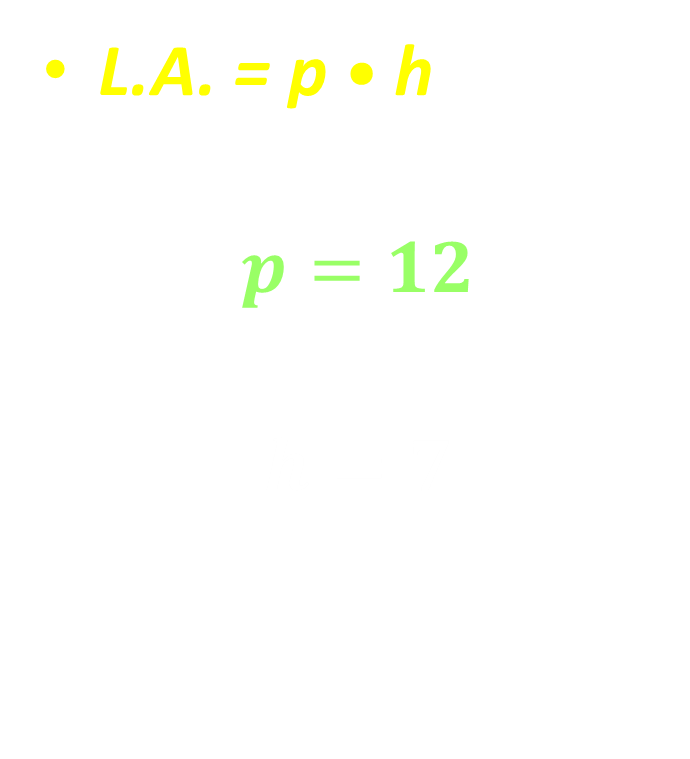 • L.A. = p • h
p = 12